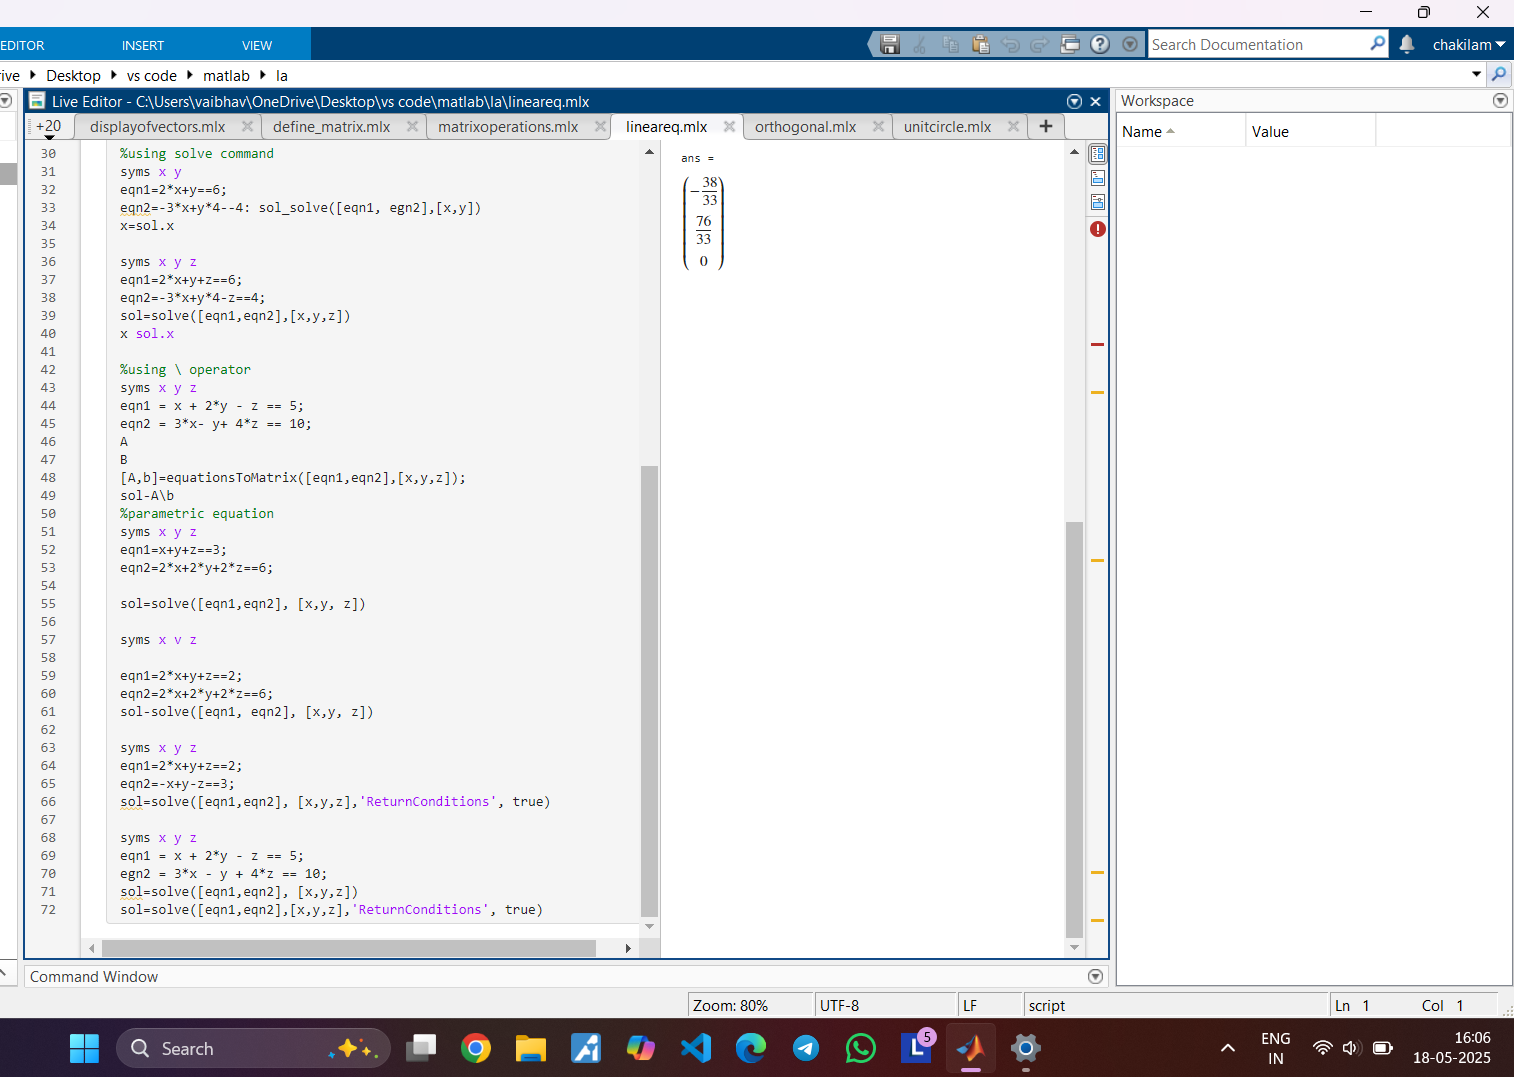 EDITOR INSERT VIEW
Search Documentation
chakilam
ive Desktop vs code matlab la
Live Editor - C:\Users\vaibhav\OneDrive\Desktop\vs code\matlab\la\lineareq.mlx
+20 displayofvectors.mlx define_matrix.mlx matrixoperations.mlx lineareq.mlx orthogonal.mlx unitcircle.mlx
30 %using solve command
31 syms x y
32 eqn1=2*x+y==6;
33 eqn2=-3*x+y*4--4: sol_solve([eqn1, egn2],[x,y])
34 x=sol.x
35
36 syms x y z
37 eqn1=2*x+y+z==6;
38 eqn2=-3*x+y*4-z==4;
39 sol=solve([eqn1,eqn2],[x,y,z])
40 x sol.x
41
42 %using \ operator
43 syms x y z
44 eqn1 = x + 2*y - z == 5;
45 eqn2 = 3*x- y+ 4*z == 10;
46 A
47 B
48 [A,b]=equationsToMatrix([eqn1,eqn2],[x,y,z]);
49 sol-A\b
50 %parametric equation
51 syms x y z
52 eqn1=x+y+z==3;
53 eqn2=2*x+2*y+2*z==6;
54
55 sol=solve([eqn1,eqn2], [x,y, z])
56
57 syms x v z
58
59 eqn1=2*x+y+z==2;
60 eqn2=2*x+2*y+2*z==6;
61 sol-solve([eqn1, eqn2], [x,y, z])
62
63 syms x y z
64 eqn1=2*x+y+z==2;
65 eqn2=-x+y-z==3;
66 sol=solve([eqn1,eqn2], [x,y,z],'ReturnConditions', true)
67
68 syms x y z
69 eqn1 = x + 2*y - z == 5;
70 egn2 = 3*x - y + 4*z == 10;
71 sol=solve([eqn1,eqn2], [x,y,z])
72 sol=solve([eqn1,eqn2],[x,y,z],'ReturnConditions', true)
ans =
-38
33
76
33
0
Workspace
Name Value
Command Window
Zoom: 80% UTF-8 LF script Ln 1 Col 1
Search
L 5
ENG
IN
16:06
18-05-2025